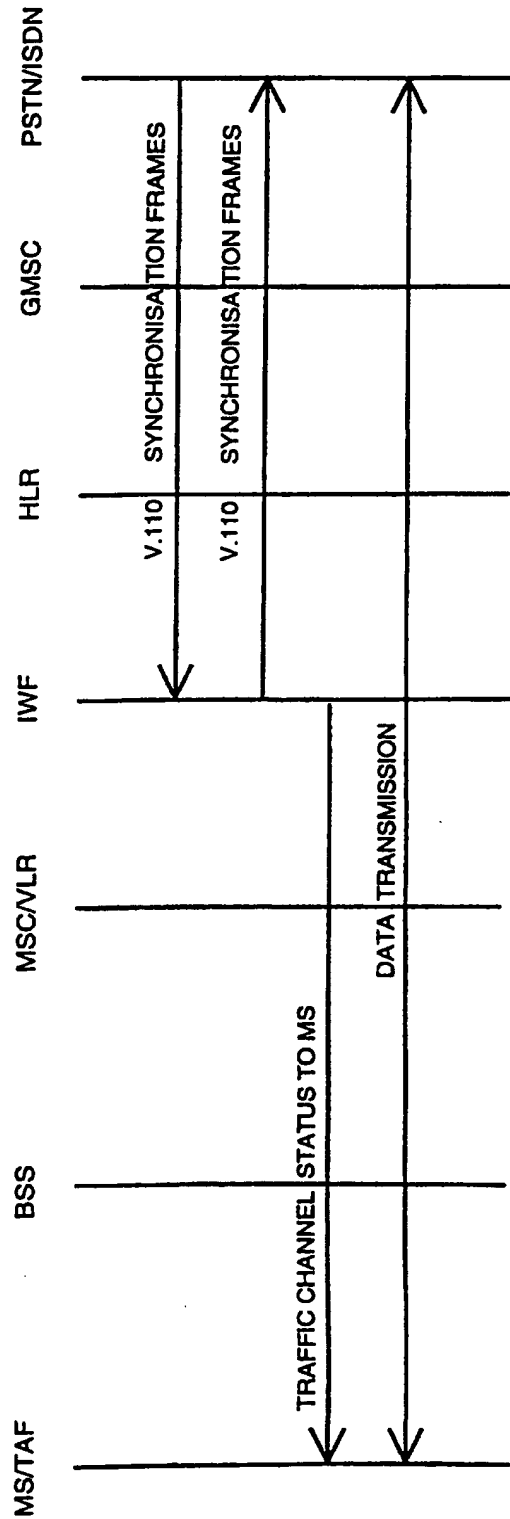 MS/TAF
BSS
MSC/VLR
IWF
HLR
GMSC
PSTN/ISDN
V.110 SYNCHRONISATION FRAMES
V.110 SYNCHRONISATION FRAMES
TRAFFIC CHANNEL STATUS TO MS
DATA TRANSMISSION